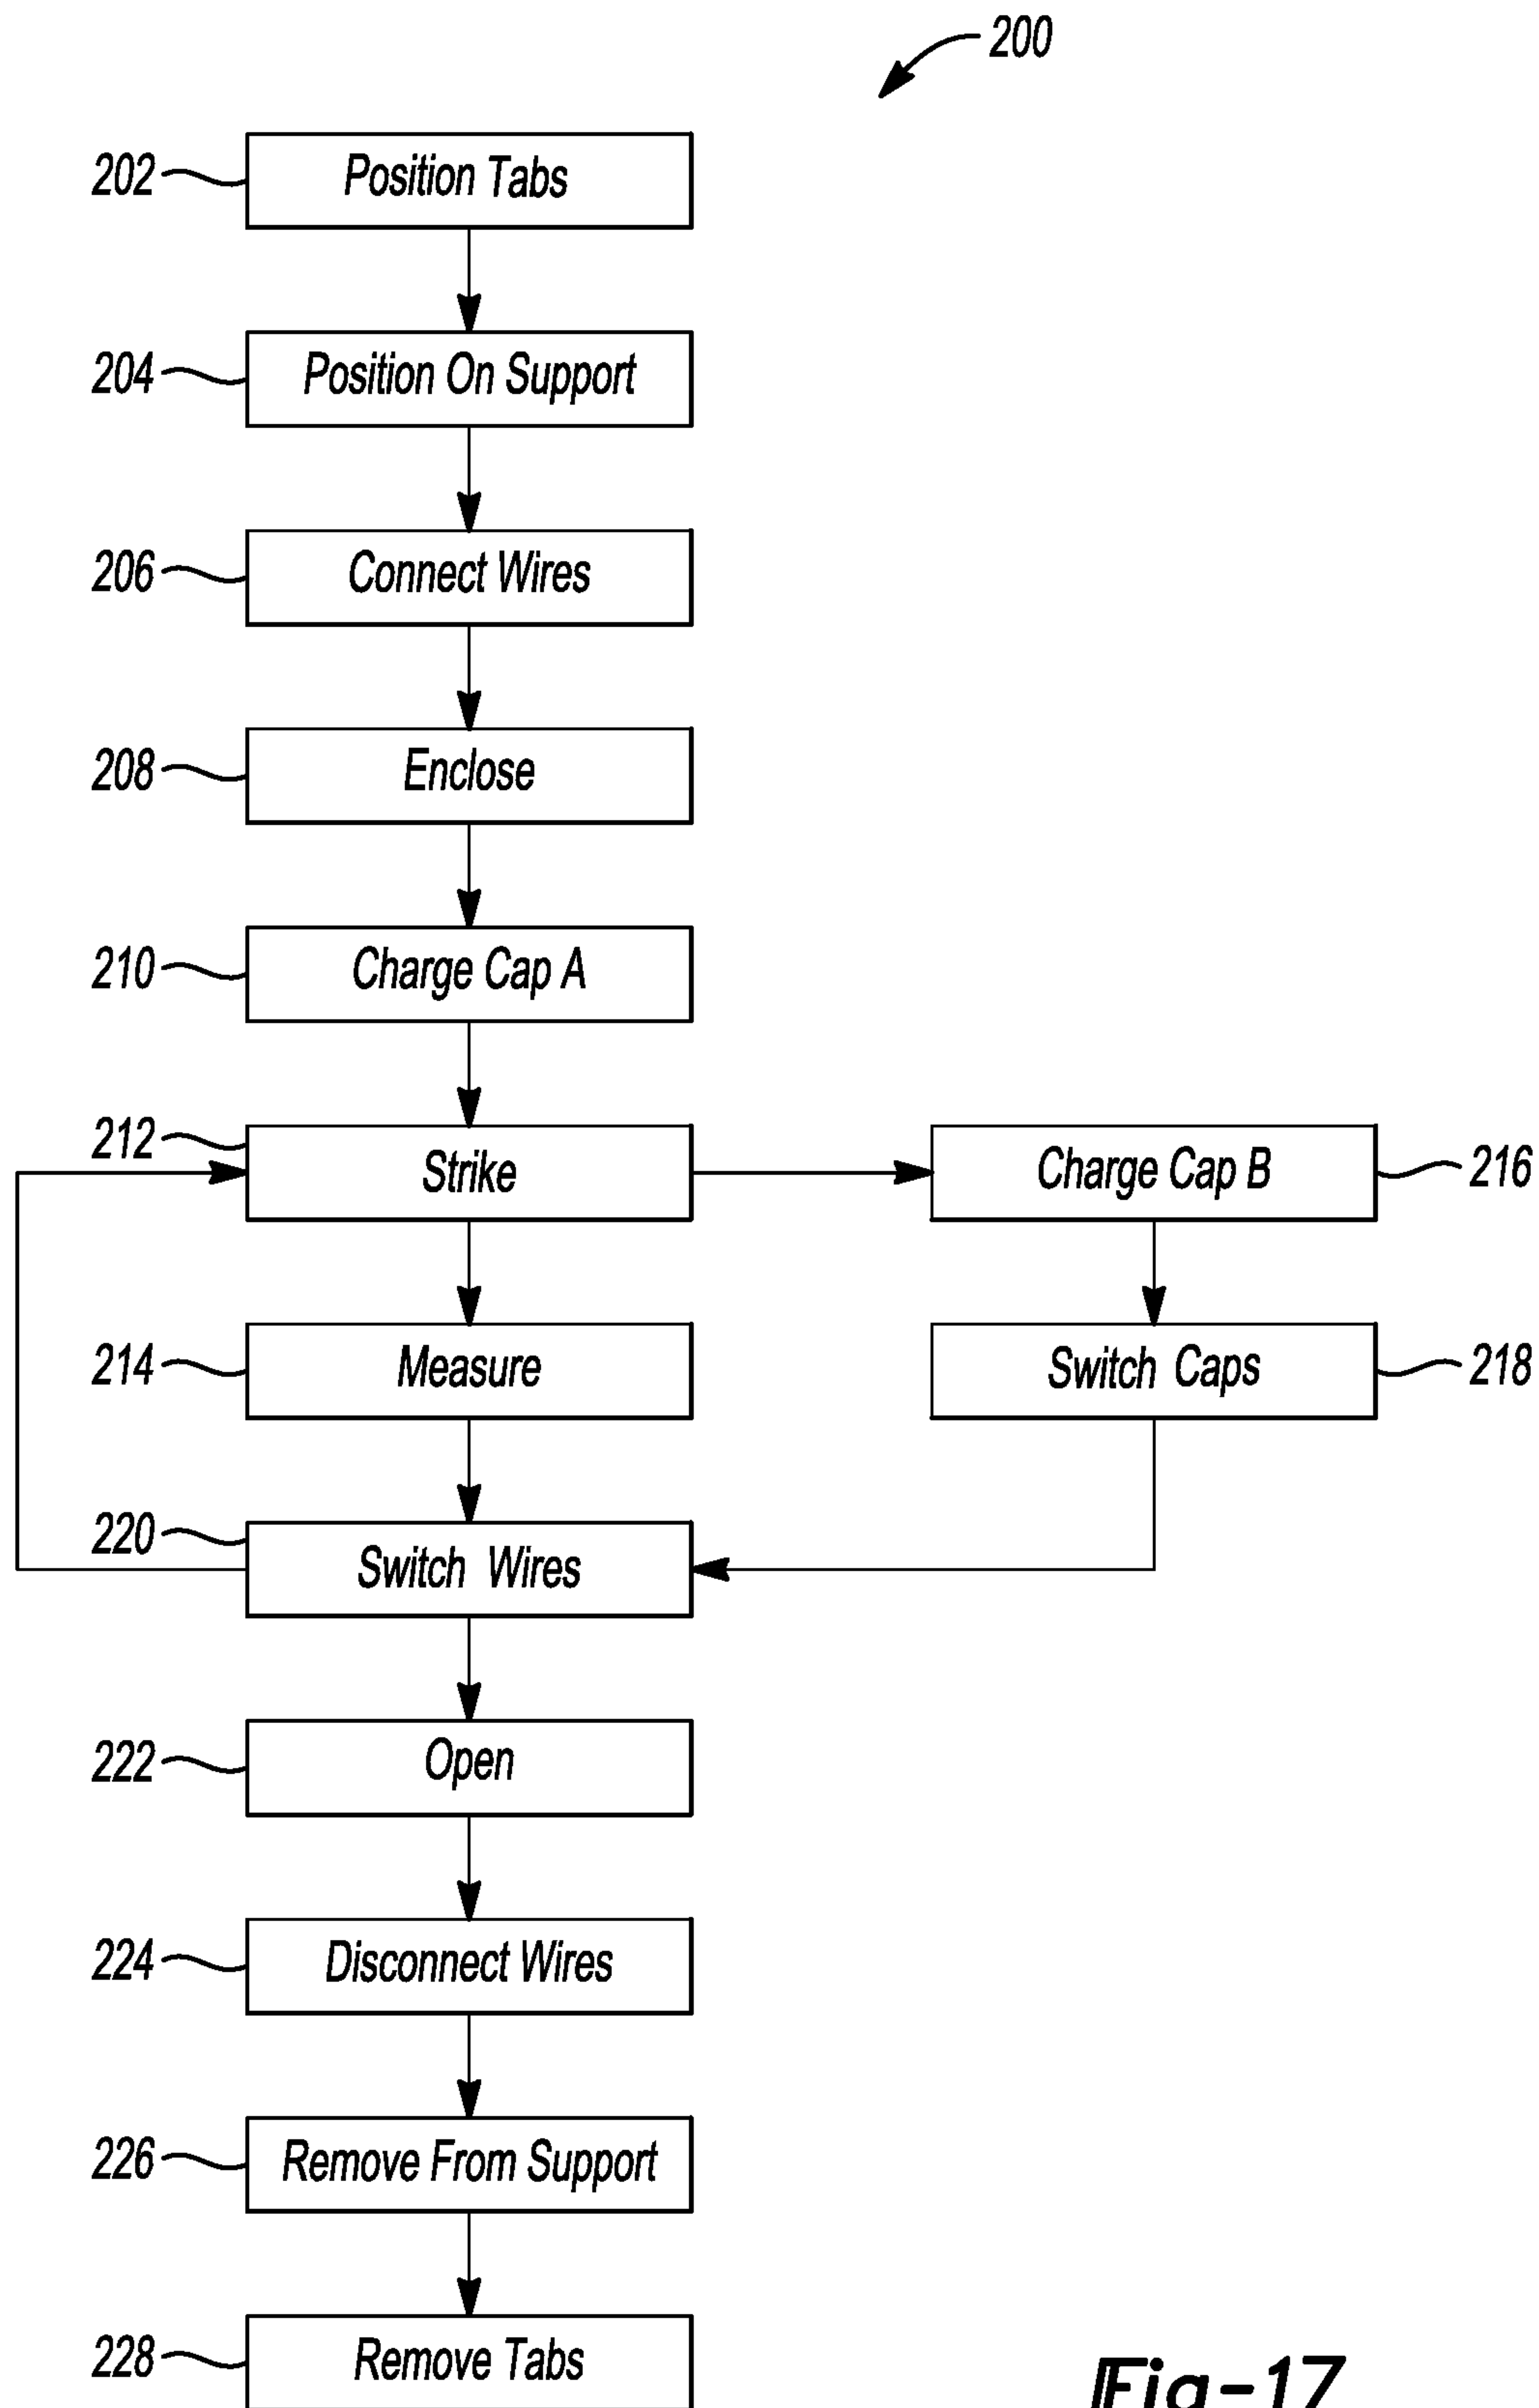 200
202 Position Tabs
204 Position On Support
206 Connect Wires
208 Enclose
210 Charge Cap A
212 Strike
Charge Cap B 216
214 Measure
Switch Caps 218
220 Switch Wires
222 Open
224 Disconnect Wires
226 Remove From Support
228 Remove Tabs
Fig-17